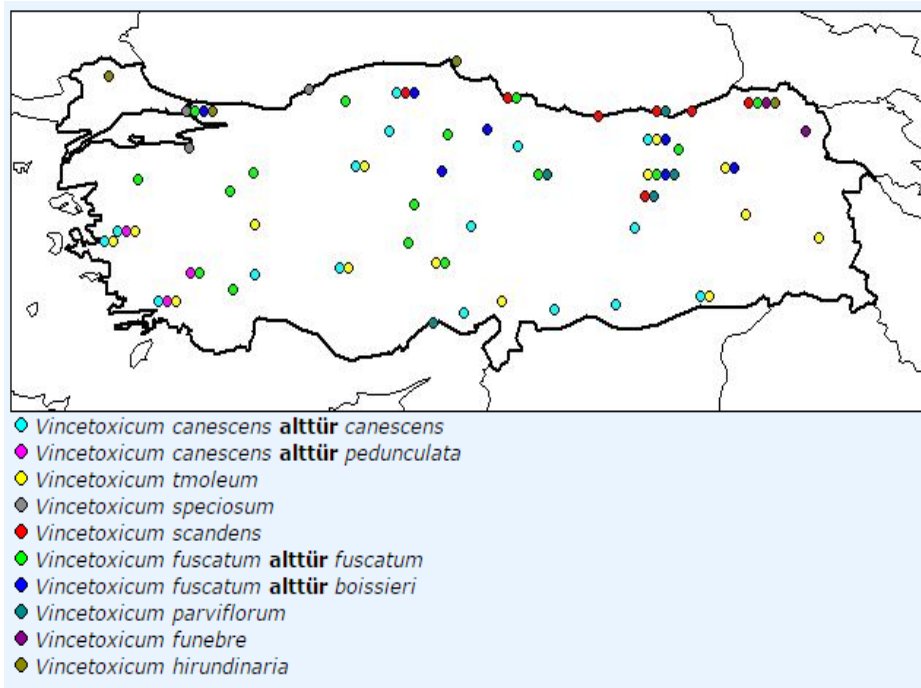 Vincetoxicum canescens alttür canescens
Vincetoxicum canescens alttür pedunculata
Vincetoxicum tmoleum
Vincetoxicum speciosum
Vincetoxicum scandens
Vincetoxicum fuscatum alttür fuscatum
Vincetoxicum fuscatum alttür boissieri
Vincetoxicum parviflorum
Vincetoxicum funebre
Vincetoxicum hirundinaria